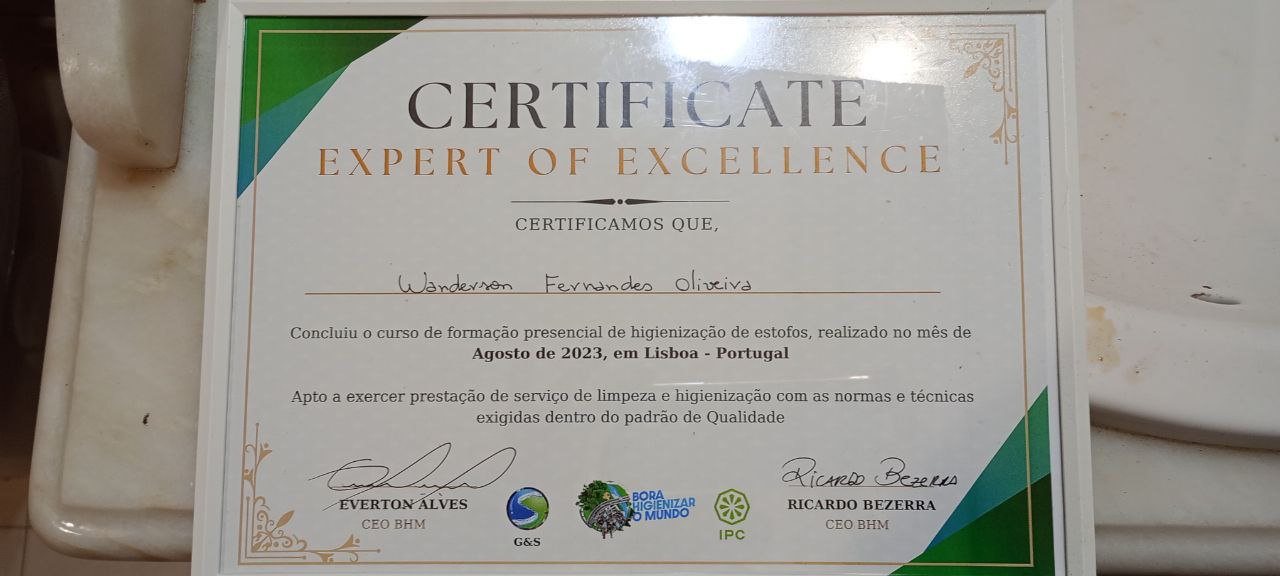 CERTIFICATE
EXPERT OF EXCELLENCE
CERTIFICAMOS QUE,
Wanderson Fernandes Oliveira
Concluiu o curso de formação presencial de higienização de estofos, realizado no mês de
Agosto de 2023, em Lisboa - Portugal
Apto a exercer prestação de serviço de limpeza e higienização com as normas e técnicas
exigidas dentro do padrão de Qualidade
EVERTON ALVES
CEO BHM
G&S
BORA
HIGIENIZAR
O MUNDO
IPC
RICARDO BEZERRA
RICARDO BEZERRA
CEO BHM